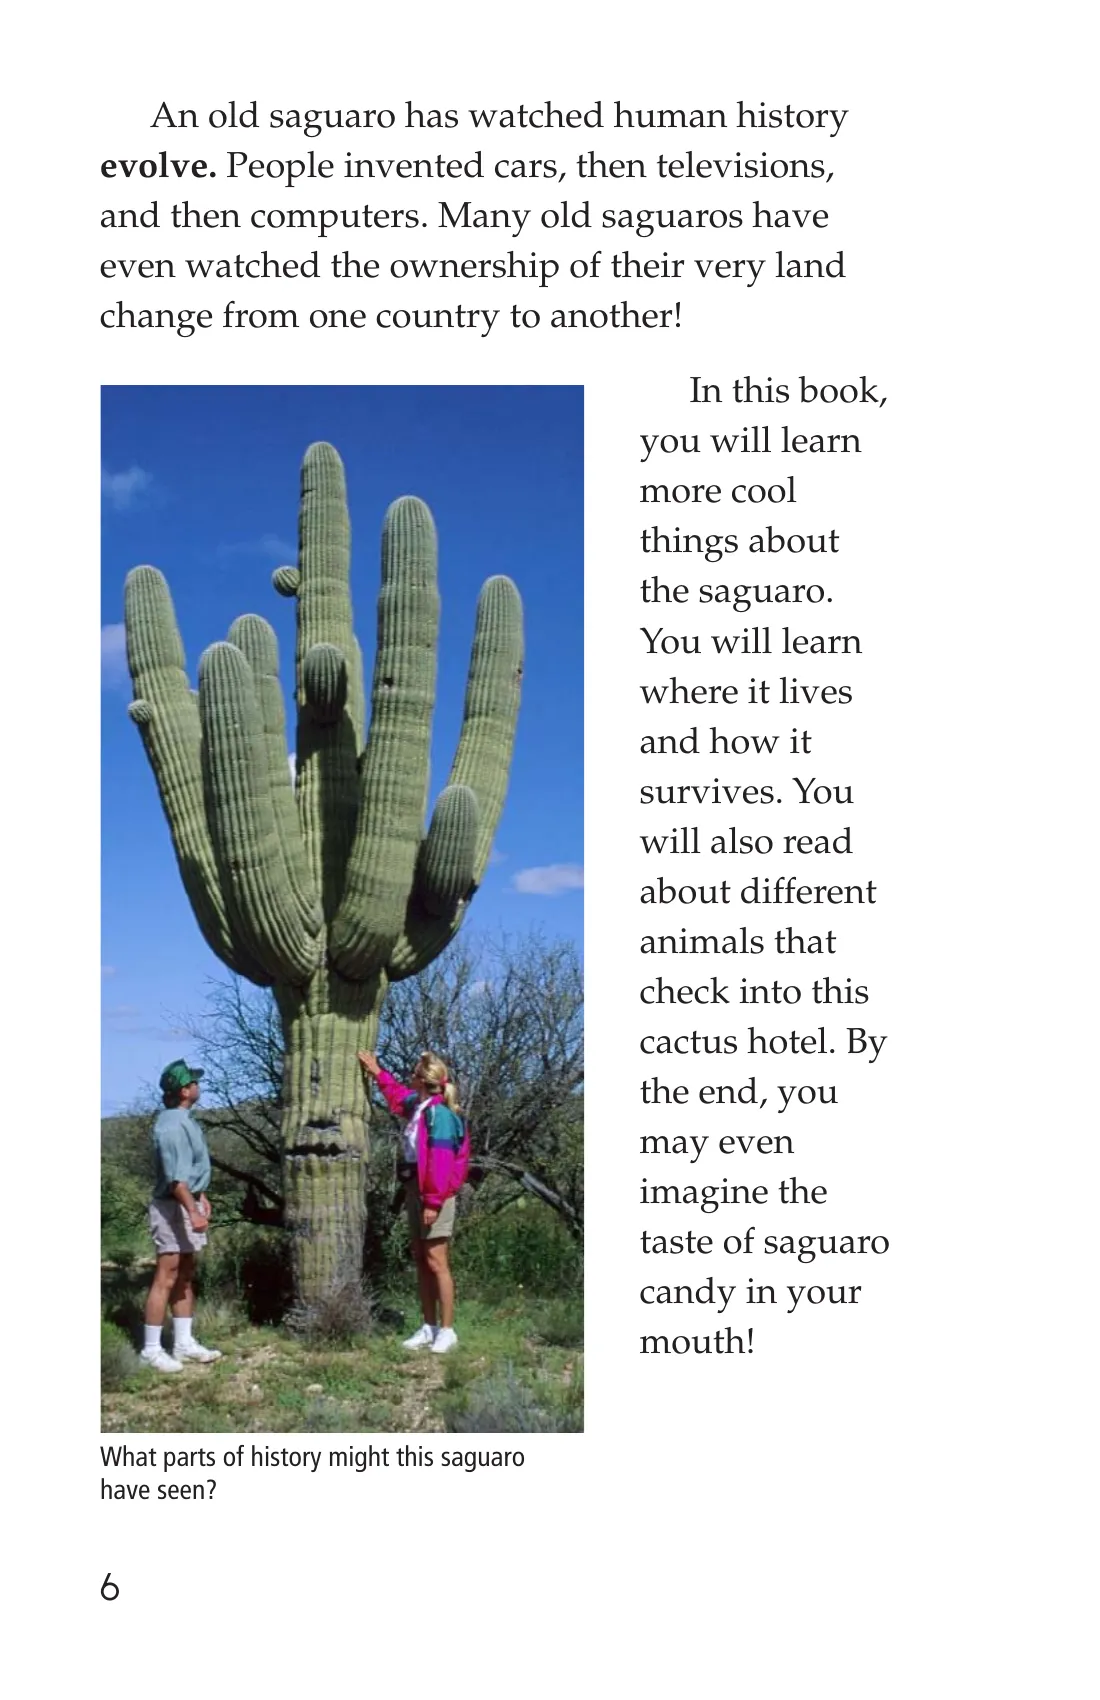 An old saguaro has watched human history
evolve. People invented cars, then televisions,
and then computers. Many old saguaros have
even watched the ownership of their very land
change from one country to another!
In this book,
you will learn
more cool
things about
the saguaro.
You will learn
where it lives
and how it
survives. You
will also read
about different
animals that
check into this
cactus hotel. By
the end, you
may even
imagine the
taste of saguaro
candy in your
mouth!
What parts of history might this saguaro
have seen?
6